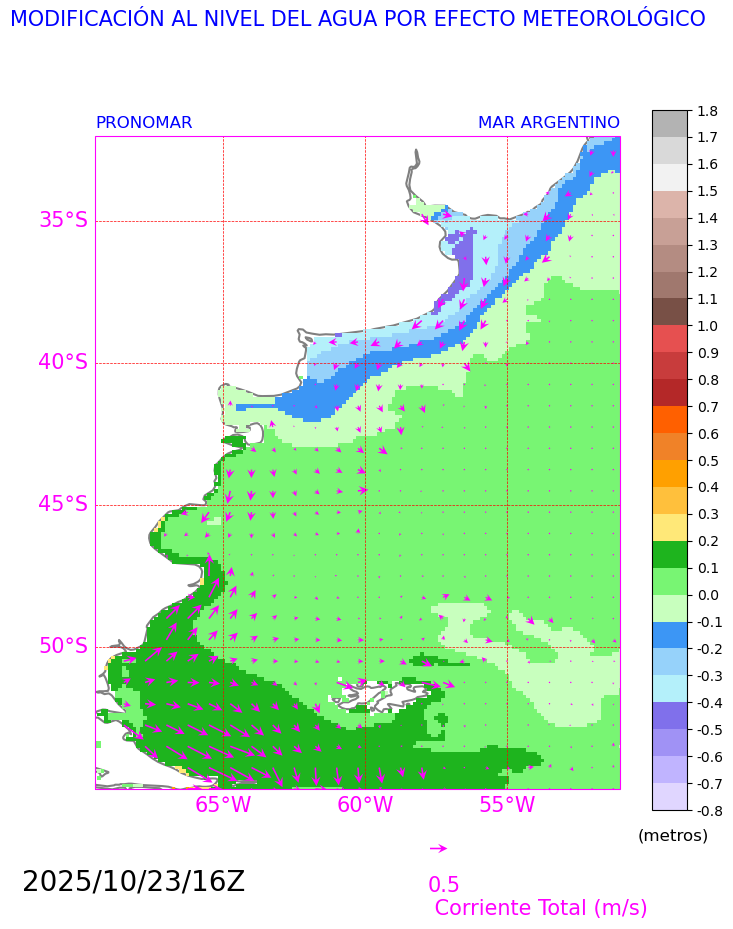 MODIFICACIÓN AL NIVEL DEL AGUA POR EFECTO METEOROLÓGICO
PRONOMAR
MAR ARGENTINO
35°S
40°S
45°S
50°S
65°W
60°W
55°W
1.8
1.7
1.6
1.5
1.4
1.3
1.2
1.1
1.0
0.9
0.8
0.7
0.6
0.5
0.4
0.3
0.2
0.1
0.0
-0.1
-0.2
-0.3
-0.4
-0.5
-0.6
-0.7
-0.8
(metros)
2025/10/23/16Z
0.5
Corriente Total (m/s)